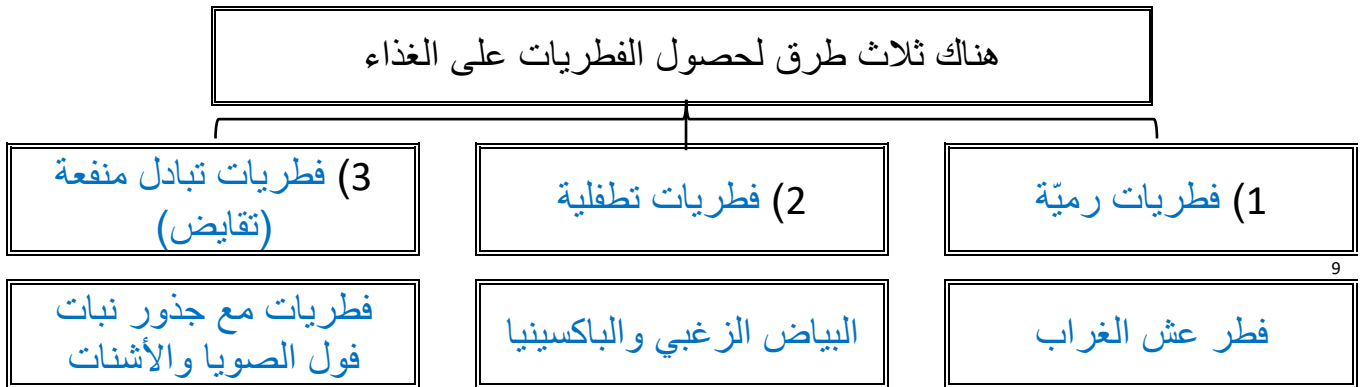 هناك ثلاث طرق لحصول الفطريات على الغذاء
1) فطريات رميّة
2) فطريات تطفلية
3) فطريات تبادل منفعة
(تقايض)
9
فطر عش الغراب
البياض الزغبي والباكسينيا
فطريات مع جذور نبات
فول الصويا والأشنات